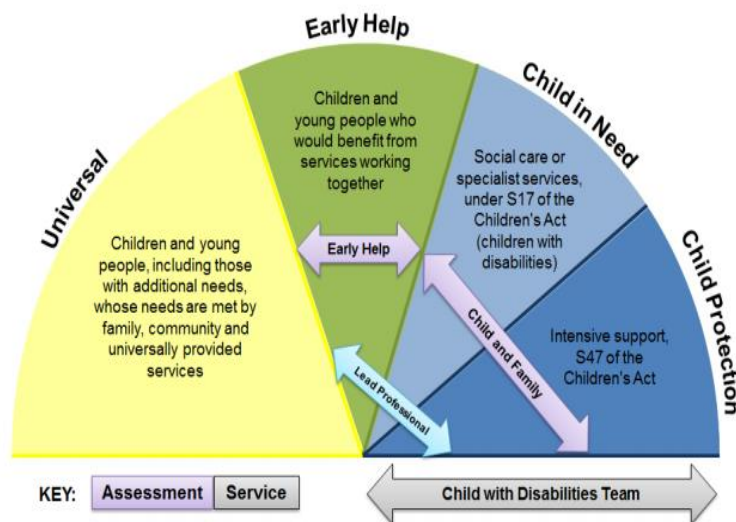 Early Help
Child in Need
Universal
Child Protection
Children and
young people who
would benefit from
services working
together
Social care or
specialist services,
under S17 of the
Children's Act
(children with
disabilities)
Children and young
people, including those
with additional needs,
whose needs are met by
family, community and
universally provided
services
Early Help
Child and Family
Intensive support,
S47 of the
Children's Act
Lead Professional
KEY:
Assessment
Service
Child with Disabilities Team